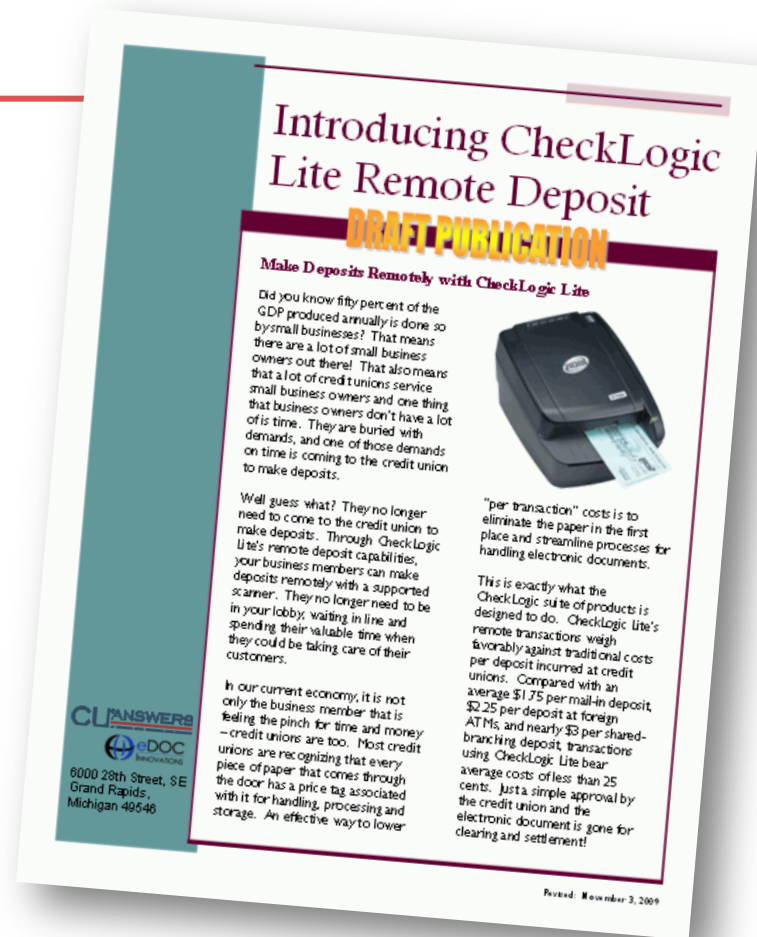 Introducing CheckLogic
Lite Remote Deposit
DRAFT PUBLICATION
Make Deposits Remotely with CheckLogic Lite
Did you know fifty percent of the
GDP produced annually is done so
by small businesses? That means
there are a lot of small business
owners out there! That also means
that a lot of credit unions service
small business owners and one thing
that business owners don't have a lot
of is time. They are buried with
demands, and one of those demands
on time is coming to the credit union
to make deposits.
Well guess what? They no longer
need to come to the credit union to
make deposits. Through CheckLogic
Lite's remote deposit capabilities,
your business members can make
deposits remotely with a supported
scanner. They no longer need to be
in your lobby, waiting in line and
spending their valuable time when
they could be taking care of their
customers.
In our current economy, it is not
only the business member that is
feeling the pinch for time and money
– credit unions are too. Most credit
unions are recognizing that every
piece of paper that comes through
the door has a price tag associated
with it for handling, processing and
storage. An effective way to lower
"per transaction" costs is to
eliminate the paper in the first
place and streamline processes for
handling electronic documents.
This is exactly what the
CheckLogic suite of products is
designed to do. CheckLogic Lite's
remote transactions weigh
favorably against traditional costs
per deposit incurred at credit
unions. Compared with an
average $1.75 per mail-in deposit,
$2.25 per deposit at foreign
ATMs, and nearly $3 per shared-
branching deposit, transactions
using CheckLogic Lite bear
average costs of less than 25
cents. Just a simple approval by
the credit union and the
electronic document is gone for
clearing and settlement!
CU*ANSWERS
eDOC
INNOVATIONS
6000 28th Street, SE
Grand Rapids,
Michigan 49546
Revised: November 3, 2009